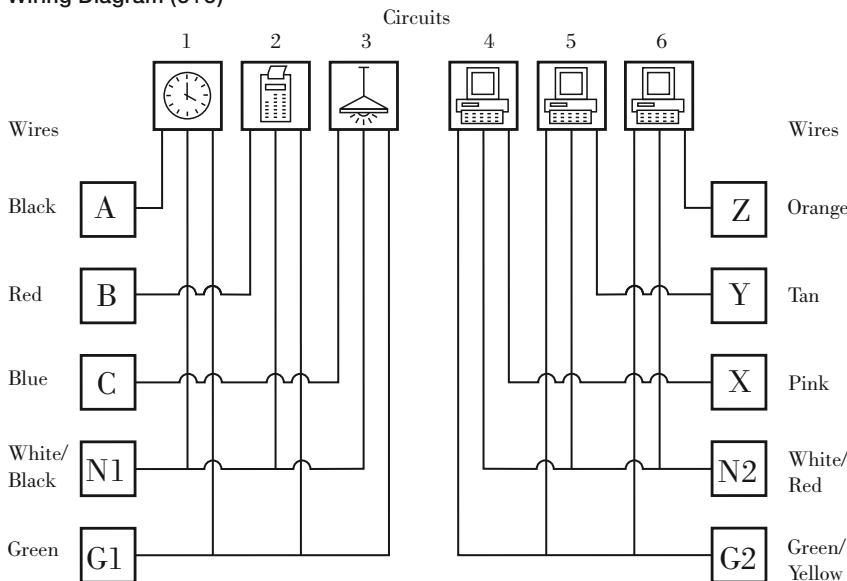 Wiring Diagram (3+3)
Circuits
1 2 3 4 5 6
Wires Wires
Black A Z Orange
Red B Y Tan
Blue C X Pink
White/
Black N1 N2 White/
Red
Green G1 G2 Green/
Yellow